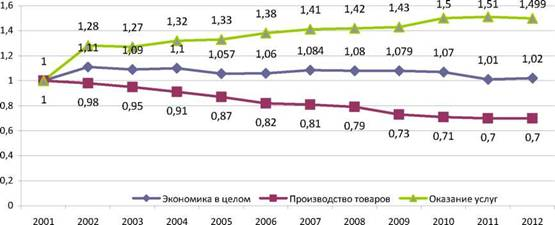 1,6
1,4
1,2
1
0,8
0,6
0,4
0,2
0
1 1,28 1,27 1,32 1,33 1,38 1,41 1,42 1,43 1,5 1,51 1,499
1,11 1,09 1,1 1,057 1,06 1,084 1,08 1,079 1,07 1,01 1,02
1 0,98 0,95 0,91 0,87 0,82 0,81 0,79 0,73 0,71 0,7 0,7
Экономика в целом Производство товаров Оказание услуг
2001 2002 2003 2004 2005 2006 2007 2008 2009 2010 2011 2012